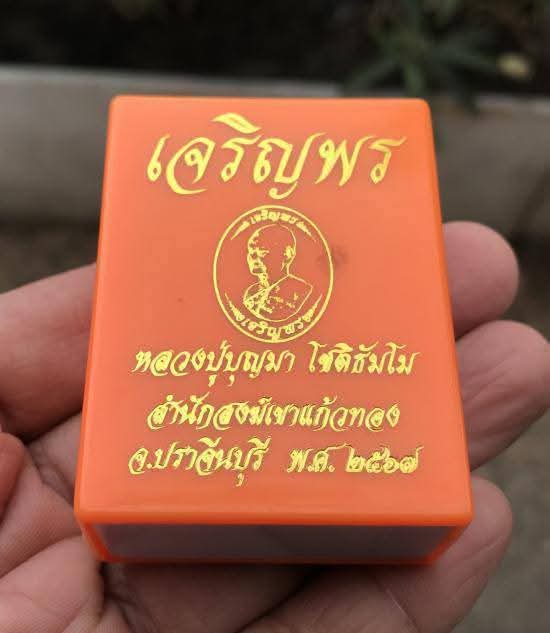 เจริญพร
เจริญพร
เจริญพร
หลวงปู่บุญมา โชติธัมโม
สำนักสงฆ์เขาแก้วทอง
จ.ปราจีนบุรี พ.ศ. ๒๕๖๗